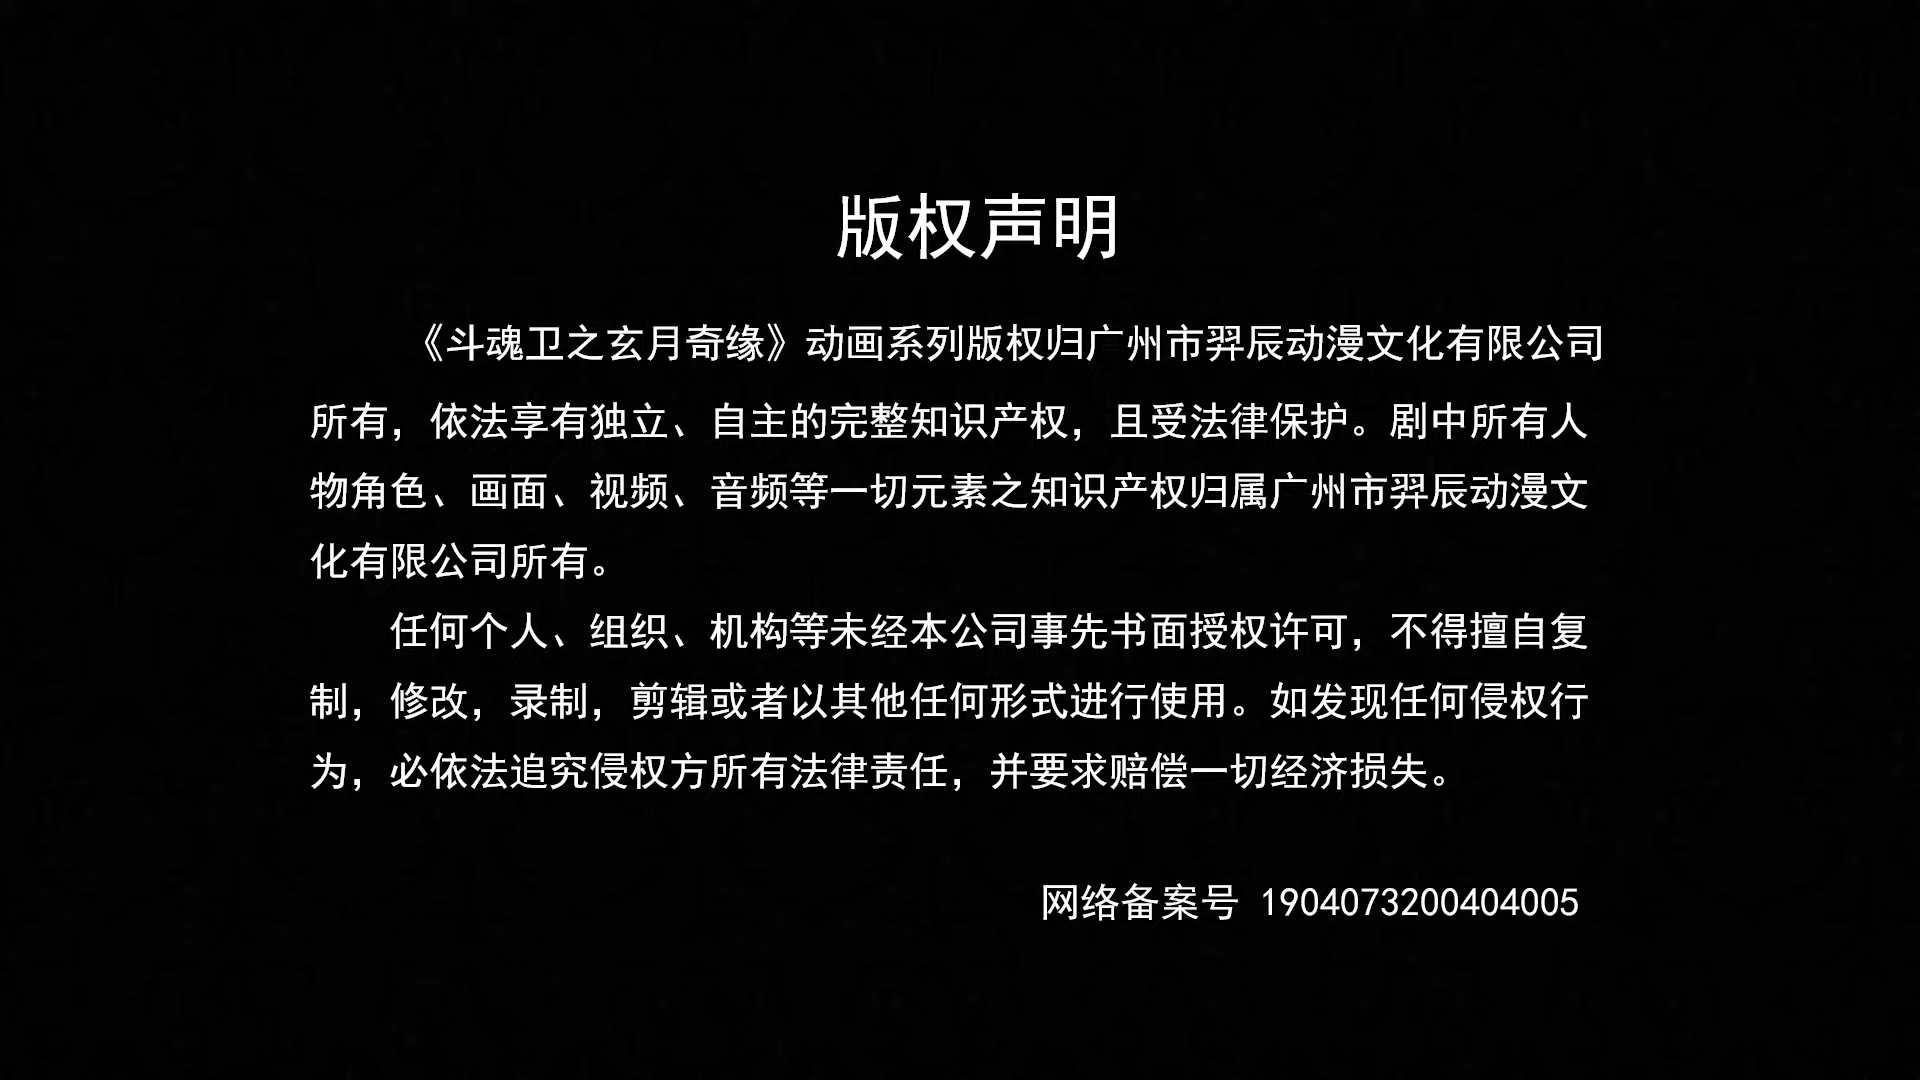 版权声明
《斗魂卫之玄月奇缘》动画系列版权归广州市羿辰动漫文化有限公司
所有，依法享有独立、自主的完整知识产权，且受法律保护。剧中所有人
物角色、画面、视频、音频等一切元素之知识产权归属广州市羿辰动漫文
化有限公司所有。
任何个人、组织、机构等未经本公司事先书面授权许可，不得擅自复
制，修改，录制，剪辑或者以其他任何形式进行使用。如发现任何侵权行
为，必依法追究侵权方所有法律责任，并要求赔偿一切经济损失。
网络备案号 1904073200404005